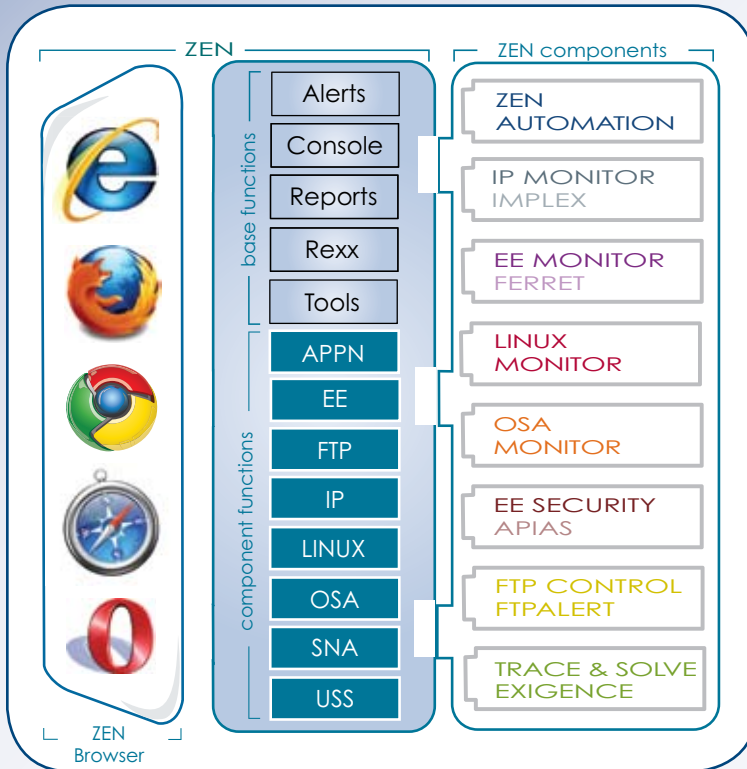 ZEN
ZEN components
base functions
Alerts
Console
Reports
Rexx
Tools
component functions
APPN
EE
FTP
IP
LINUX
OSA
SNA
USS
ZEN
AUTOMATION
IP MONITOR
IMPLEX
EE MONITOR
FERRET
LINUX
MONITOR
OSA
MONITOR
EE SECURITY
APIAS
FTP CONTROL
FTPALERT
TRACE & SOLVE
EXIGENCE
ZEN
Browser